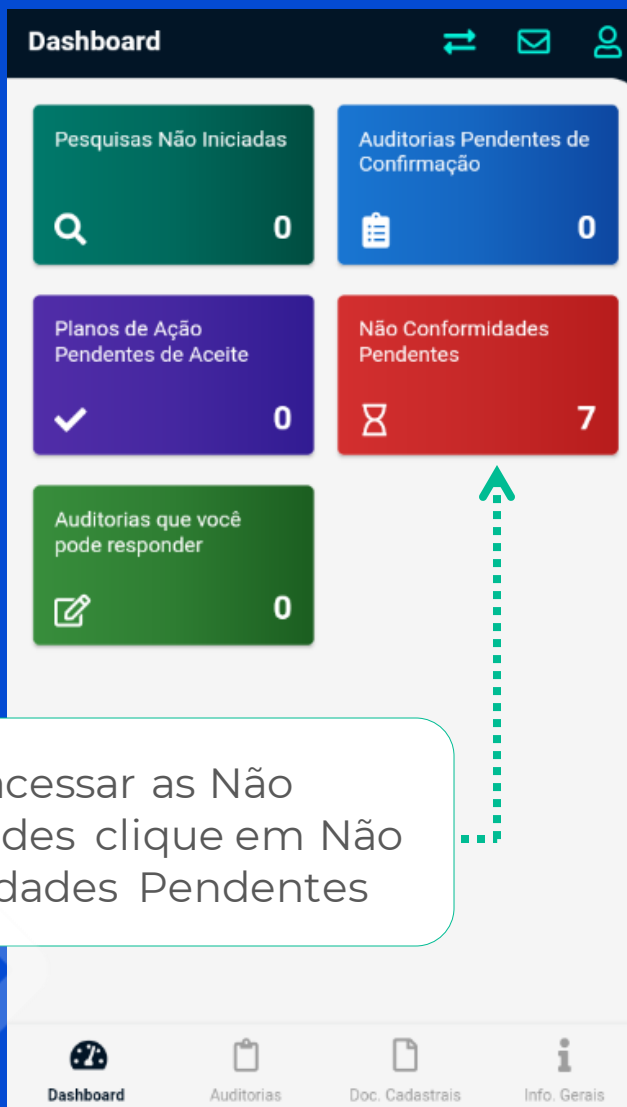 Dashboard
Pesquisas Não Iniciadas
0
Auditorias Pendentes de
Confirmação
0
Planos de Ação
Pendentes de Aceite
0
Não Conformidades
Pendentes
7
Auditorias que você
pode responder
0
acessar as Não
des clique em Não
dades Pendentes
Dashboard
Auditorias
Doc. Cadastrais
Info. Gerais